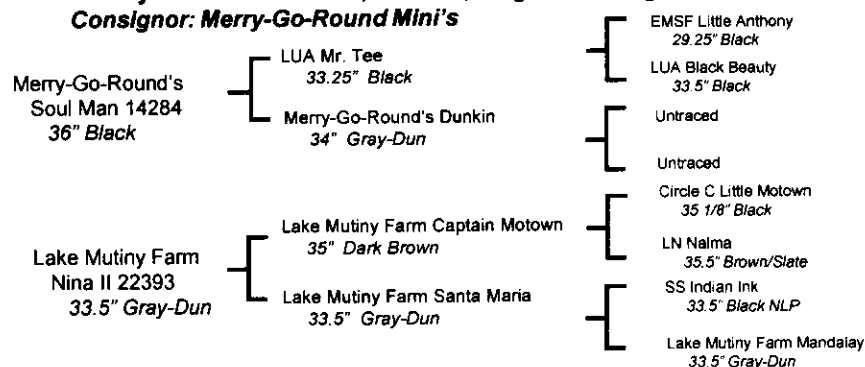 Consignor: Merry-Go-Round Mini's
EMSF Little Anthony
29.25" Black
LUA Mr. Tee
33.25" Black
LUA Black Beauty
33.5" Black
Merry-Go-Round's
Soul Man 14284
36" Black
Merry-Go-Round's Dunkin
34" Gray-Dun
Untraced
Untraced
Circle C Little Motown
35 1/8" Black
Lake Mutiny Farm Captain Motown
35" Dark Brown
LN Nalma
35.5" Brown/Slate
Lake Mutiny Farm
Nina II 22393
33.5" Gray-Dun
Lake Mutiny Farm Santa Maria
33.5" Gray-Dun
SS Indian Ink
33.5" Black NLP
Lake Mutiny Farm Mandalay
33.5" Gray-Dun